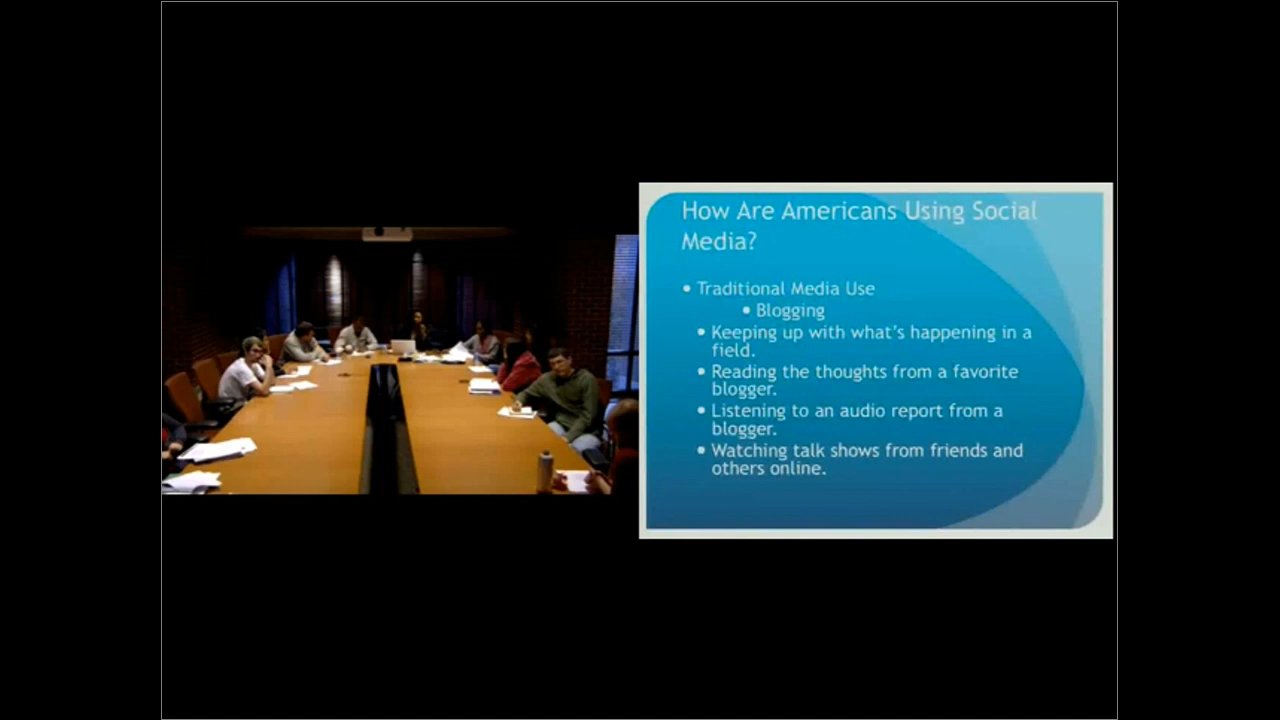 How Are Americans Using Social
Media?
• Traditional Media Use
• Blogging
• Keeping up with what's happening in a
field.
• Reading the thoughts from a favorite
blogger.
• Listening to an audio report from a
blogger.
• Watching talk shows from friends and
others online.